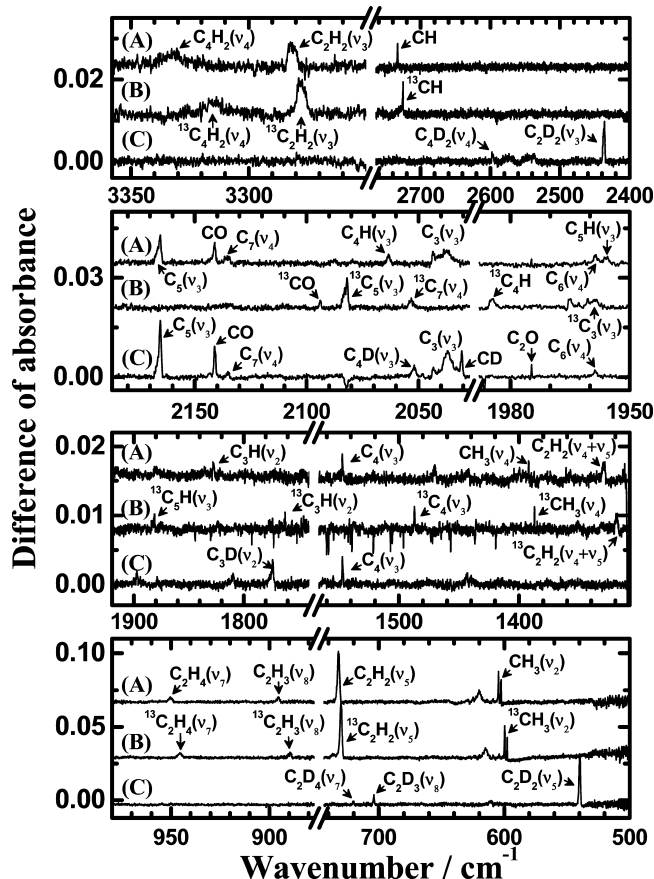 Difference of absorbance
(A) C₄H₂(ν₄) C₂H₂(ν₃) CH
0.02
(B) ¹³CH
¹³C₄H₂(ν₄) ¹³C₂H₂(ν₃)
(C) C₄D₂(ν₄) C₂D₂(ν₃)
0.00
3350 3300 2700 2600 2500 2400
(A) CO C₇(ν₄) C₄H(ν₃) C₃(ν₃) C₅H(ν₃)
C₅(ν₃) C₆(ν₄)
0.03
(B) ¹³CO ¹³C₅(ν₃) ¹³C₇(ν₄) ¹³C₄H
¹³C₃(ν₃)
(C) C₅(ν₃) CO C₇(ν₄) C₄D(ν₃) C₃(ν₃) CD C₂O C₆(ν₄)
0.00
2150 2100 2050 1980 1950
0.02
(A) C₃H(ν₂) C₄(ν₃) CH₃(ν₄) C₂H₂(ν₄+ν₅)
0.01
(B) ¹³C₅H(ν₃) ¹³C₃H(ν₂) ¹³C₄(ν₃) ¹³CH₃(ν₄)
¹³C₂H₂(ν₄+ν₅)
(C) C₃D(ν₂) C₄(ν₃)
0.00
1900 1800 1500 1400
0.10
(A) C₂H₄(ν₇) C₂H₃(ν₈) C₂H₂(ν₅) CH₃(ν₂)
0.05
(B) ¹³C₂H₄(ν₇) ¹³C₂H₃(ν₈) ¹³C₂H₂(ν₅) ¹³CH₃(ν₂)
(C) C₂D₄(ν₇) C₂D₃(ν₈) C₂D₂(ν₅)
0.00
950 900 700 600 500
Wavenumber / cm⁻¹